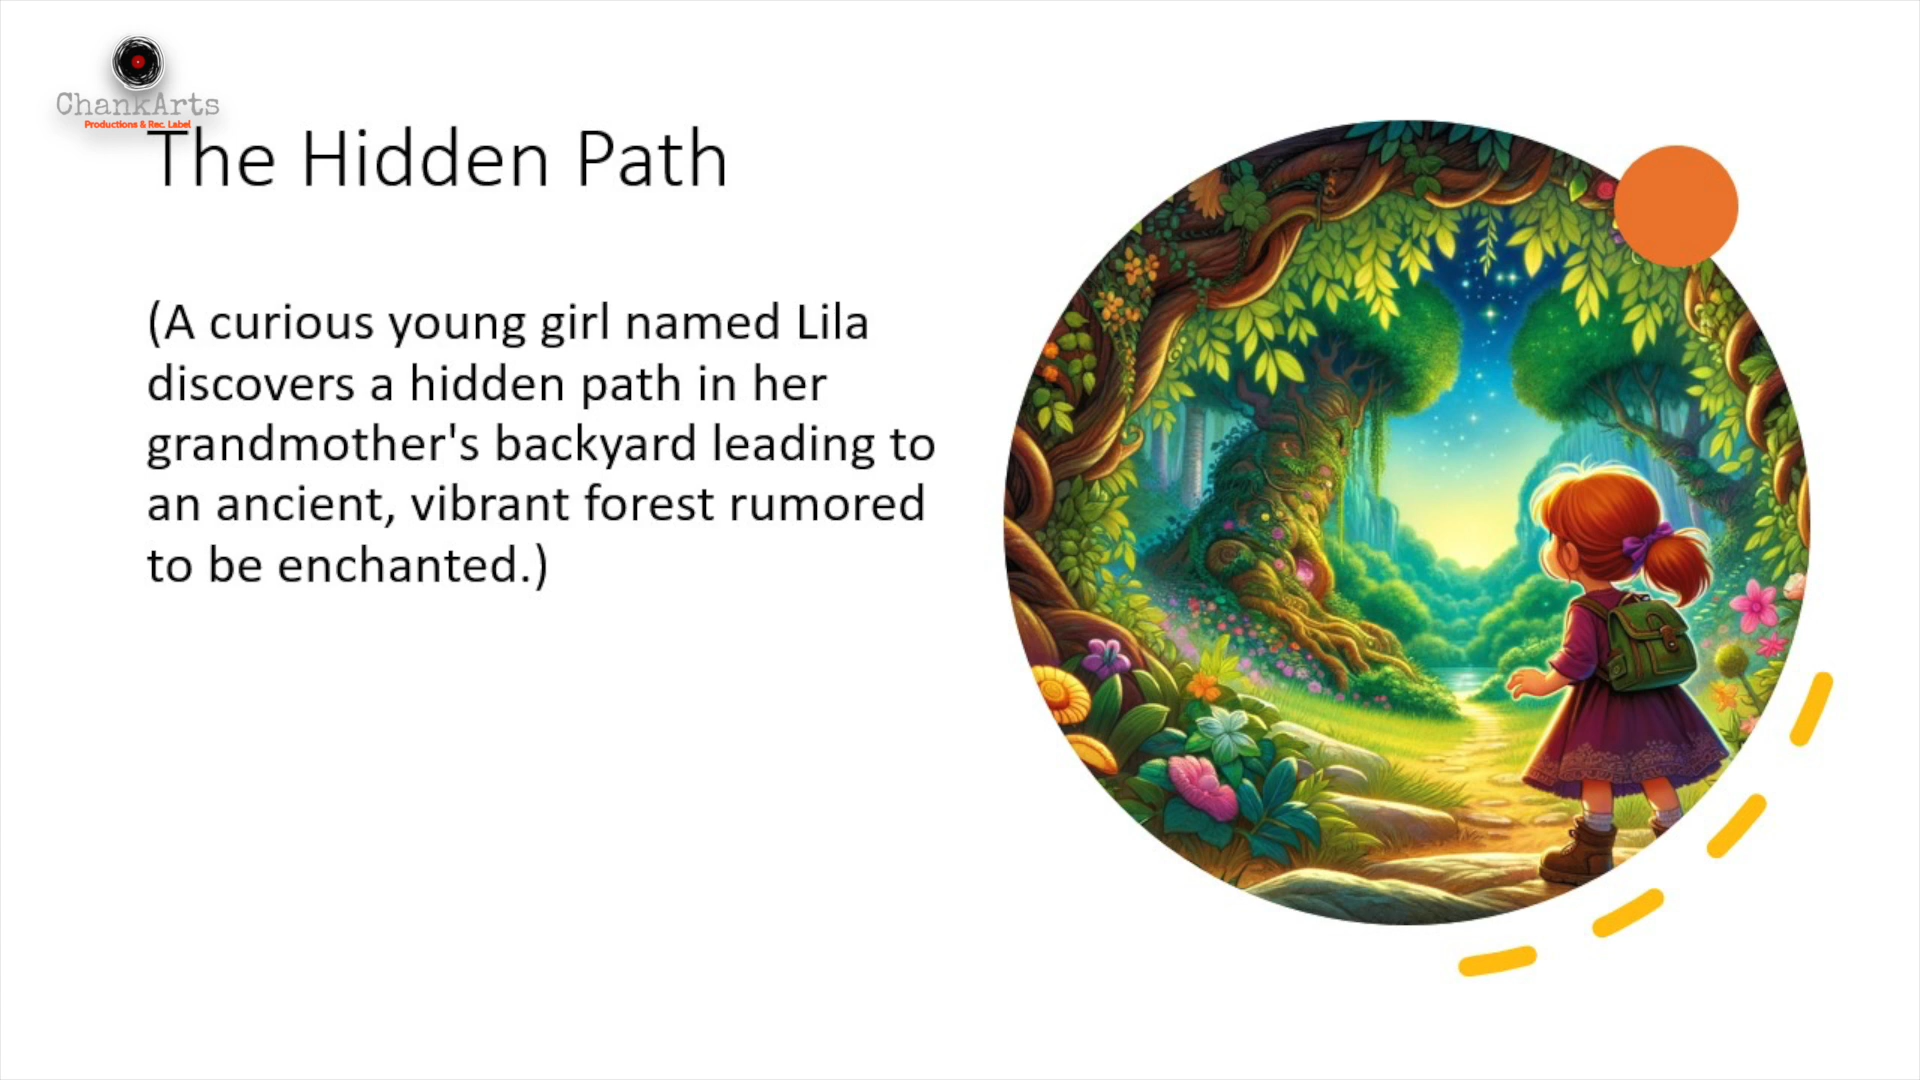 ChankArts
Productions & Rec. Label
The Hidden Path
(A curious young girl named Lila
discovers a hidden path in her
grandmother's backyard leading to
an ancient, vibrant forest rumored
to be enchanted.)